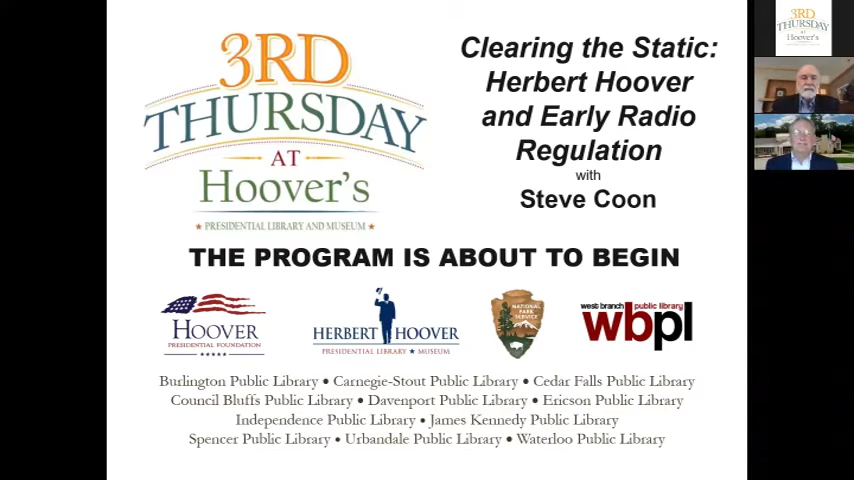 3RD
THURSDAY
AT
Hoover's
★ PRESIDENTIAL LIBRARY AND MUSEUM ★
Clearing the Static:
Herbert Hoover
and Early Radio
Regulation
with
Steve Coon
THE PROGRAM IS ABOUT TO BEGIN
HOOVER
PRESIDENTIAL FOUNDATION
★★★★★
HERBERT HOOVER
PRESIDENTIAL LIBRARY ★ MUSEUM
NATIONAL
PARK
SERVICE
west branch public library
wbpl
Burlington Public Library • Carnegie-Stout Public Library • Cedar Falls Public Library
Council Bluffs Public Library • Davenport Public Library • Ericson Public Library
Independence Public Library • James Kennedy Public Library
Spencer Public Library • Urbandale Public Library • Waterloo Public Library
3RD
THURSDAY
AT
Hoover's